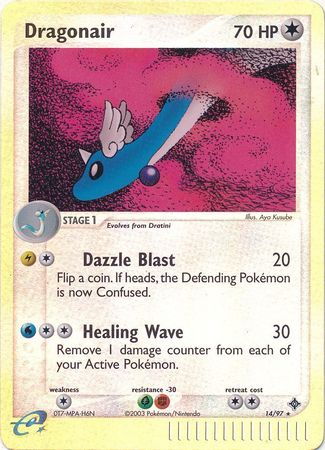 Dragonair 70 HP
Illus. Aya Kusube
STAGE 1
Evolves from Dratini
Dazzle Blast 20
Flip a coin. If heads, the Defending Pokémon
is now Confused.
Healing Wave 30
Remove 1 damage counter from each of
your Active Pokémon.
weakness resistance -30 retreat cost
017-MPA-H6N ©2003 Pokémon/Nintendo 14/97 ★
e